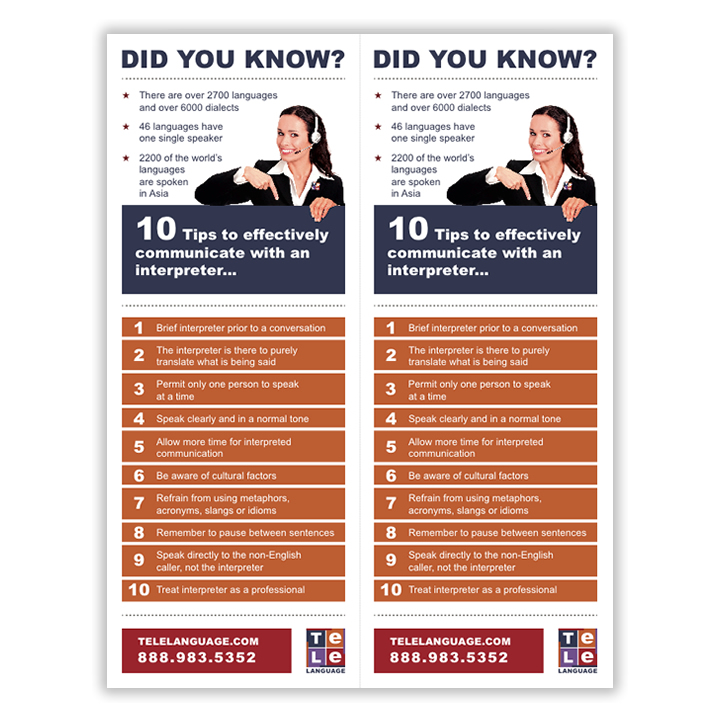 DID YOU KNOW?
★ There are over 2700 languages
and over 6000 dialects
★ 46 languages have
one single speaker
★ 2200 of the world's
languages
are spoken
in Asia
10 Tips to effectively
communicate with an
interpreter...
1 Brief interpreter prior to a conversation
2 The interpreter is there to purely
translate what is being said
3 Permit only one person to speak
at a time
4 Speak clearly and in a normal tone
5 Allow more time for interpreted
communication
6 Be aware of cultural factors
7 Refrain from using metaphors,
acronyms, slangs or idioms
8 Remember to pause between sentences
9 Speak directly to the non-English
caller, not the interpreter
10 Treat interpreter as a professional
TELELANGUAGE.COM
888.983.5352
Te
Le
LANGUAGE
DID YOU KNOW?
★ There are over 2700 languages
and over 6000 dialects
★ 46 languages have
one single speaker
★ 2200 of the world's
languages
are spoken
in Asia
10 Tips to effectively
communicate with an
interpreter...
1 Brief interpreter prior to a conversation
2 The interpreter is there to purely
translate what is being said
3 Permit only one person to speak
at a time
4 Speak clearly and in a normal tone
5 Allow more time for interpreted
communication
6 Be aware of cultural factors
7 Refrain from using metaphors,
acronyms, slangs or idioms
8 Remember to pause between sentences
9 Speak directly to the non-English
caller, not the interpreter
10 Treat interpreter as a professional
TELELANGUAGE.COM
888.983.5352
Te
Le
LANGUAGE